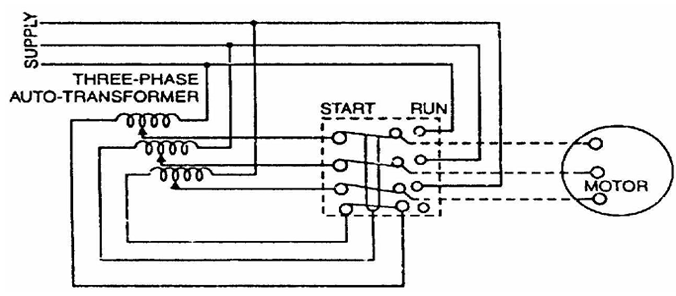 SUPPLY
THREE-PHASE
AUTO-TRANSFORMER
START RUN
MOTOR